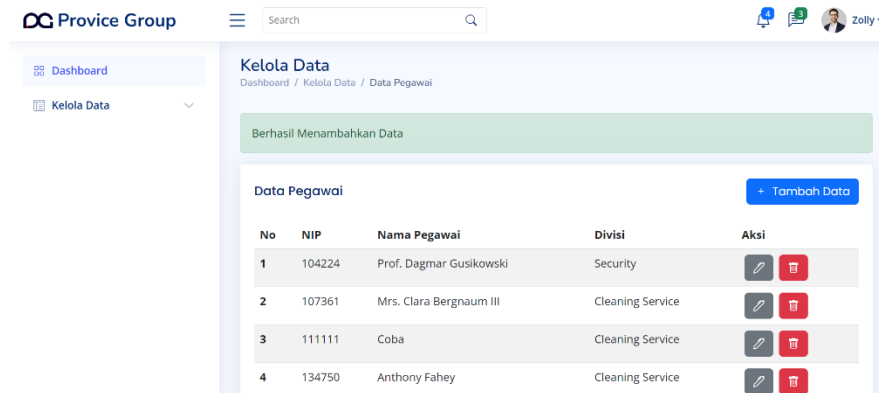 Provice Group
Search
4
3
Zolly
Dashboard
Kelola Data
Kelola Data
Dashboard / Kelola Data / Data Pegawai
Berhasil Menambahkan Data
Data Pegawai
+ Tambah Data
No NIP Nama Pegawai Divisi Aksi
1 104224 Prof. Dagmar Gusikowski Security
2 107361 Mrs. Clara Bergnaum III Cleaning Service
3 111111 Coba Cleaning Service
4 134750 Anthony Fahey Cleaning Service